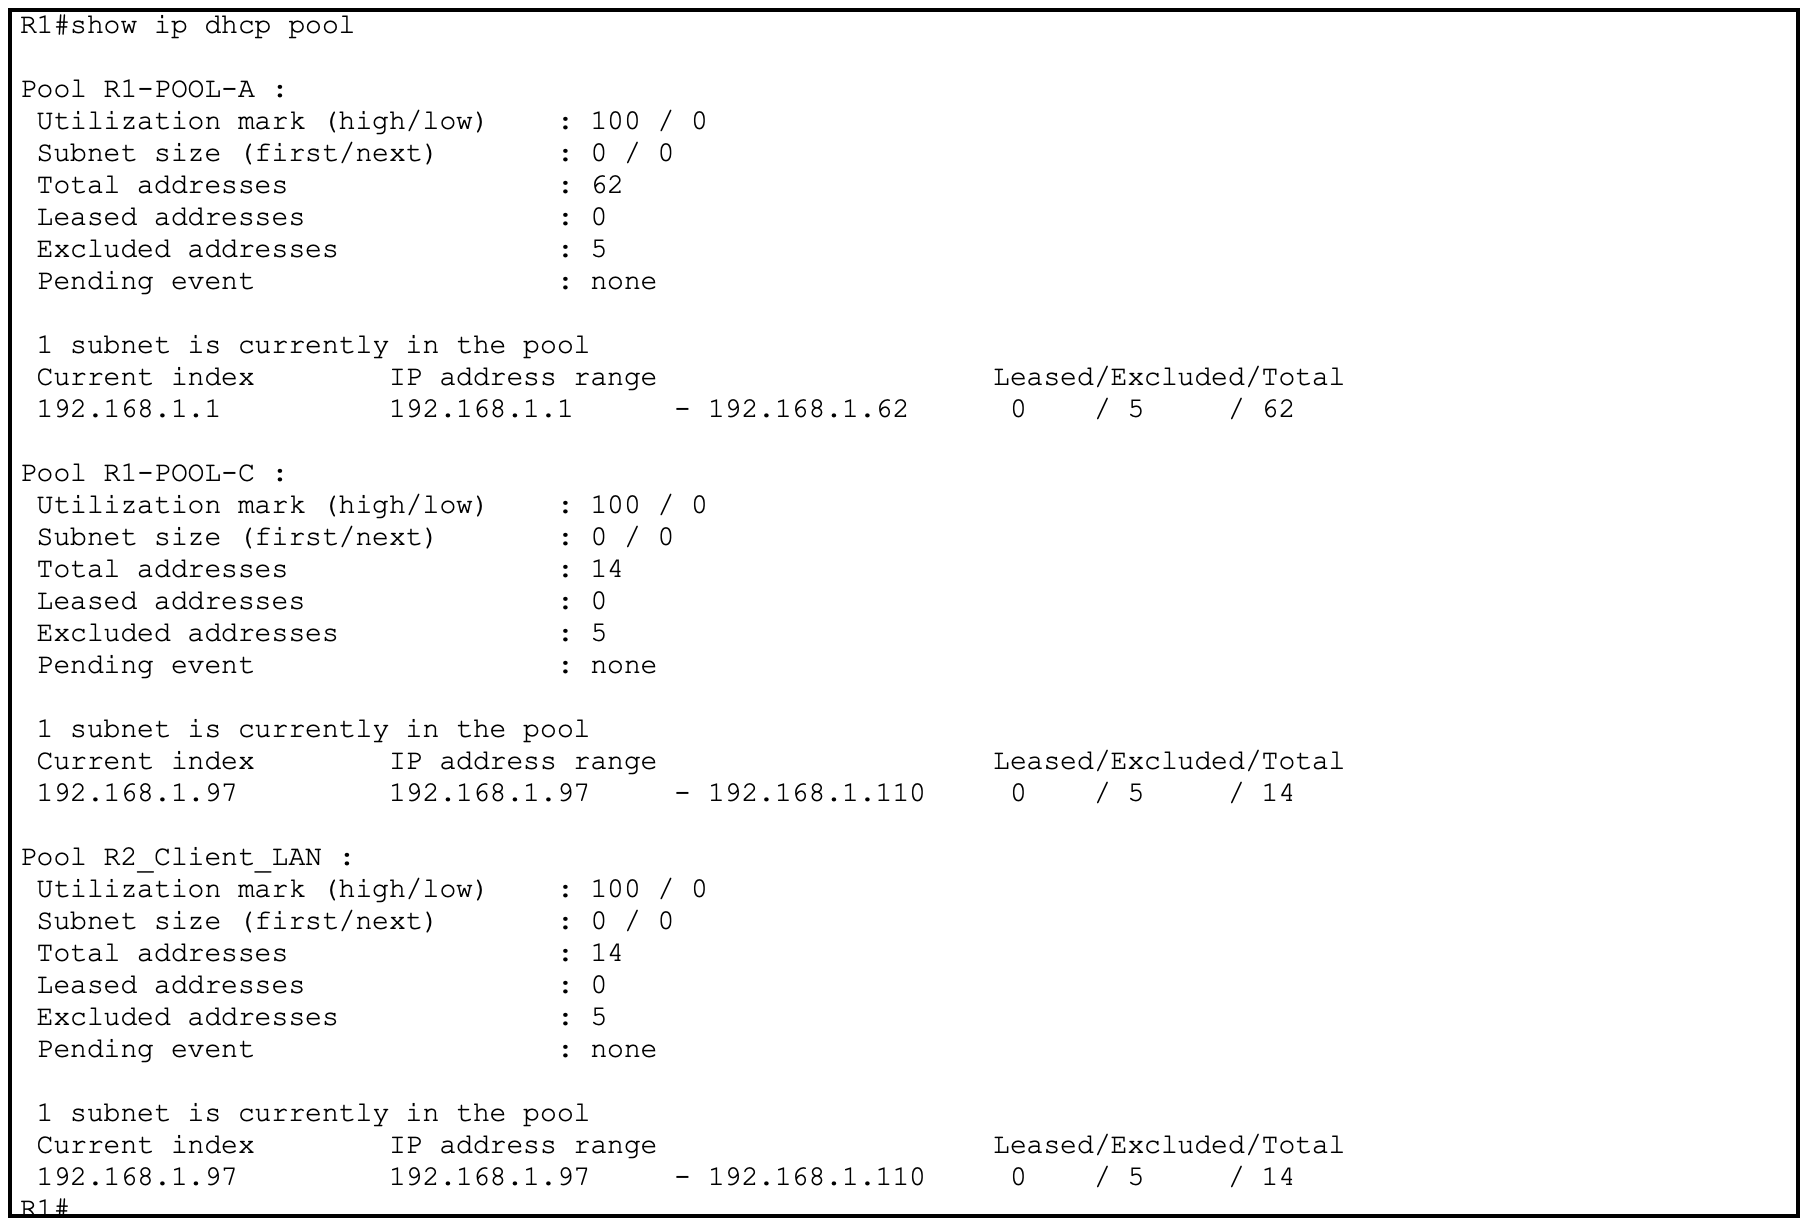 R1#show ip dhcp pool
Pool R1-POOL-A :
Utilization mark (high/low) : 100 / 0
Subnet size (first/next) : 0 / 0
Total addresses : 62
Leased addresses : 0
Excluded addresses : 5
Pending event : none
1 subnet is currently in the pool
Current index IP address range Leased/Excluded/Total
192.168.1.1 192.168.1.1 - 192.168.1.62 0 / 5 / 62
Pool R1-POOL-C :
Utilization mark (high/low) : 100 / 0
Subnet size (first/next) : 0 / 0
Total addresses : 14
Leased addresses : 0
Excluded addresses : 5
Pending event : none
1 subnet is currently in the pool
Current index IP address range Leased/Excluded/Total
192.168.1.97 192.168.1.97 - 192.168.1.110 0 / 5 / 14
Pool R2_Client_LAN :
Utilization mark (high/low) : 100 / 0
Subnet size (first/next) : 0 / 0
Total addresses : 14
Leased addresses : 0
Excluded addresses : 5
Pending event : none
1 subnet is currently in the pool
Current index IP address range Leased/Excluded/Total
192.168.1.97 192.168.1.97 - 192.168.1.110 0 / 5 / 14
R1#